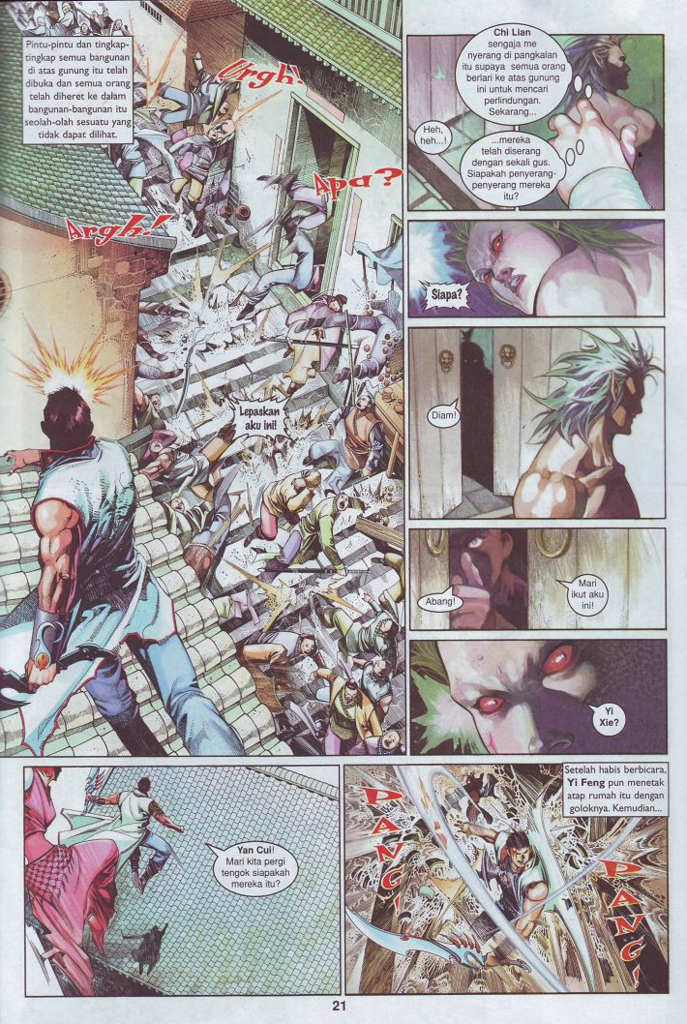 Pintu-pintu dan tingkap-
tingkap semua bangunan
di atas gunung itu telah
dibuka dan semua orang
telah diheret ke dalam
bangunan-bangunan itu
seolah-olah sesuatu yang
tidak dapat dilihat.
Urgh!
Apa?
Argh!
Lepaskan
aku ini!
Chi Lian
sengaja me
nyerang di pangkalan
itu supaya semua orang
berlari ke atas gunung
ini untuk mencari
perlindungan.
Sekarang...
Heh,
heh...!
...mereka
telah diserang
dengan sekali gus.
Siapakah penyerang-
penyerang mereka
itu?
Siapa?
Diam!
Abang!
Mari
ikut aku
ini!
Yi
Xie?
Yan Cui!
Mari kita pergi
tengok siapakah
mereka itu?
Setelah habis berbicara,
Yi Feng pun menetak
atap rumah itu dengan
goloknya. Kemudian...
PANG!
PANG!
21